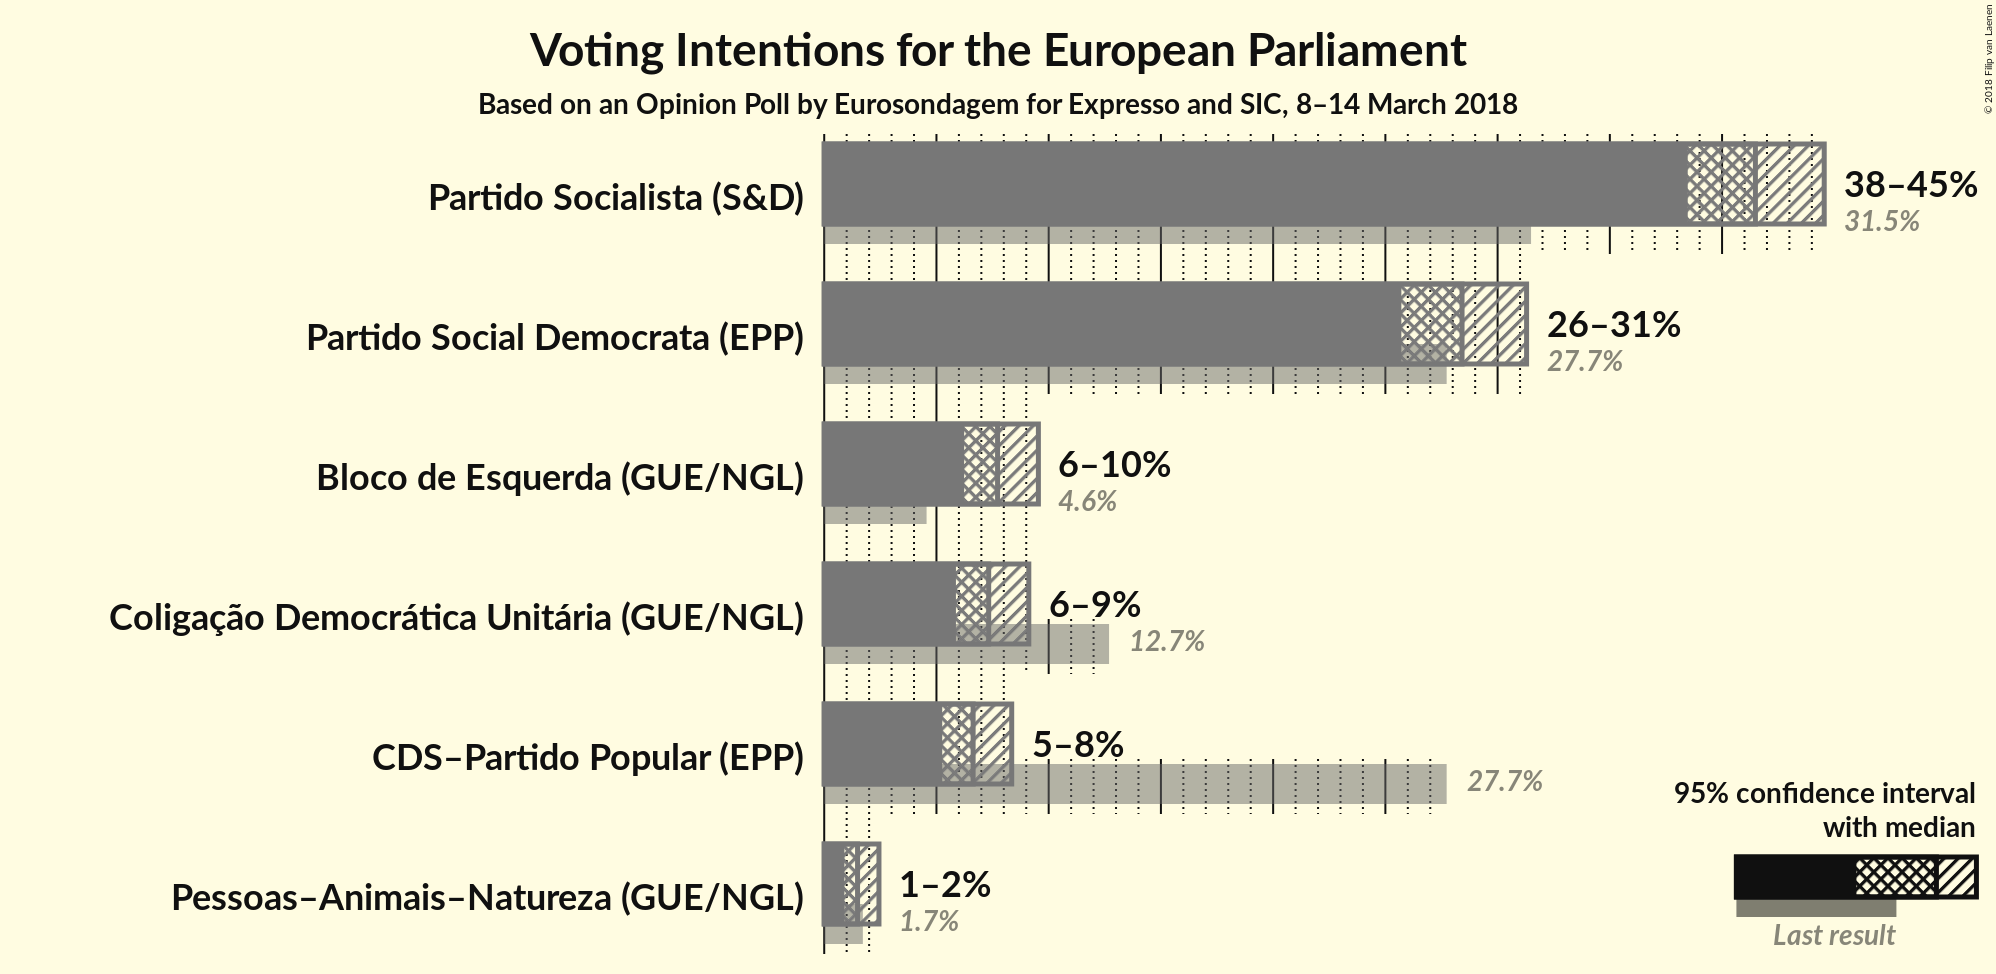 Voting Intentions for the European Parliament
Based on an Opinion Poll by Eurosondagem for Expresso and SIC, 8–14 March 2018
© 2018 Filip van Laenen
Partido Socialista (S&D)
38–45%
31.5%
Partido Social Democrata (EPP)
26–31%
27.7%
Bloco de Esquerda (GUE/NGL)
6–10%
4.6%
Coligação Democrática Unitária (GUE/NGL)
6–9%
12.7%
CDS–Partido Popular (EPP)
5–8%
27.7%
Pessoas–Animais–Natureza (GUE/NGL)
1–2%
1.7%
95% confidence interval
with median
Last result